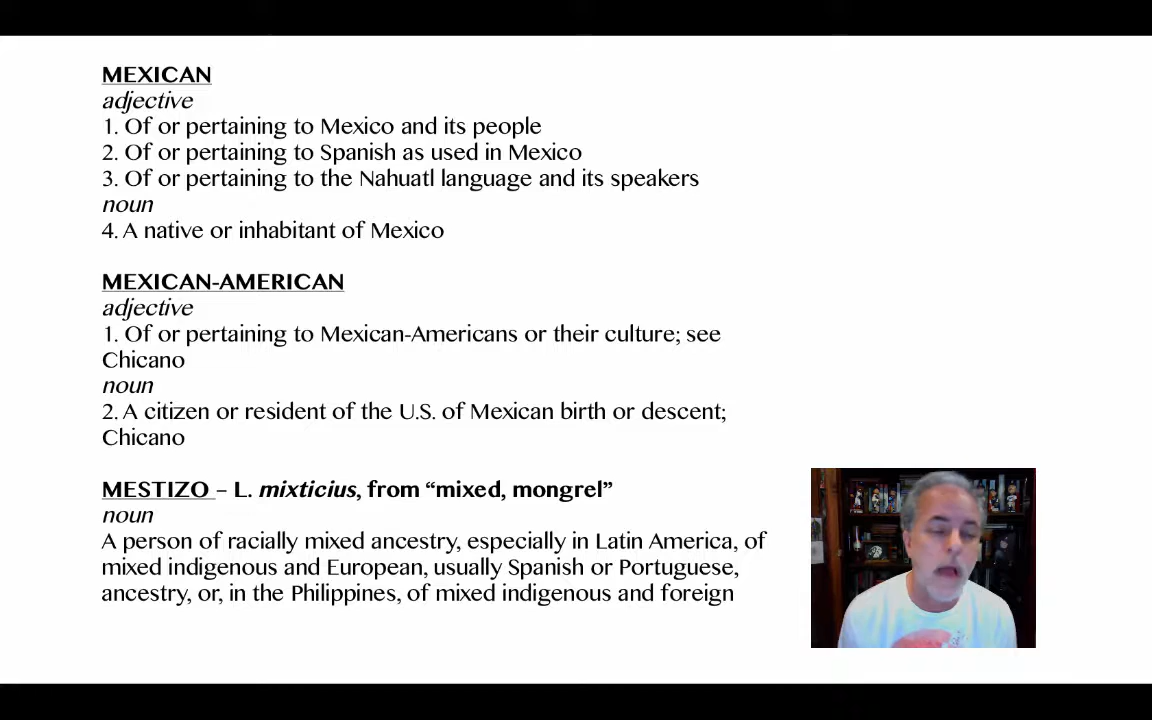 MEXICAN
adjective
1. Of or pertaining to Mexico and its people
2. Of or pertaining to Spanish as used in Mexico
3. Of or pertaining to the Nahuatl language and its speakers
noun
4. A native or inhabitant of Mexico
MEXICAN-AMERICAN
adjective
1. Of or pertaining to Mexican-Americans or their culture; see
Chicano
noun
2. A citizen or resident of the U.S. of Mexican birth or descent;
Chicano
MESTIZO – L. mixticius, from “mixed, mongrel”
noun
A person of racially mixed ancestry, especially in Latin America, of
mixed indigenous and European, usually Spanish or Portuguese,
ancestry, or, in the Philippines, of mixed indigenous and foreign